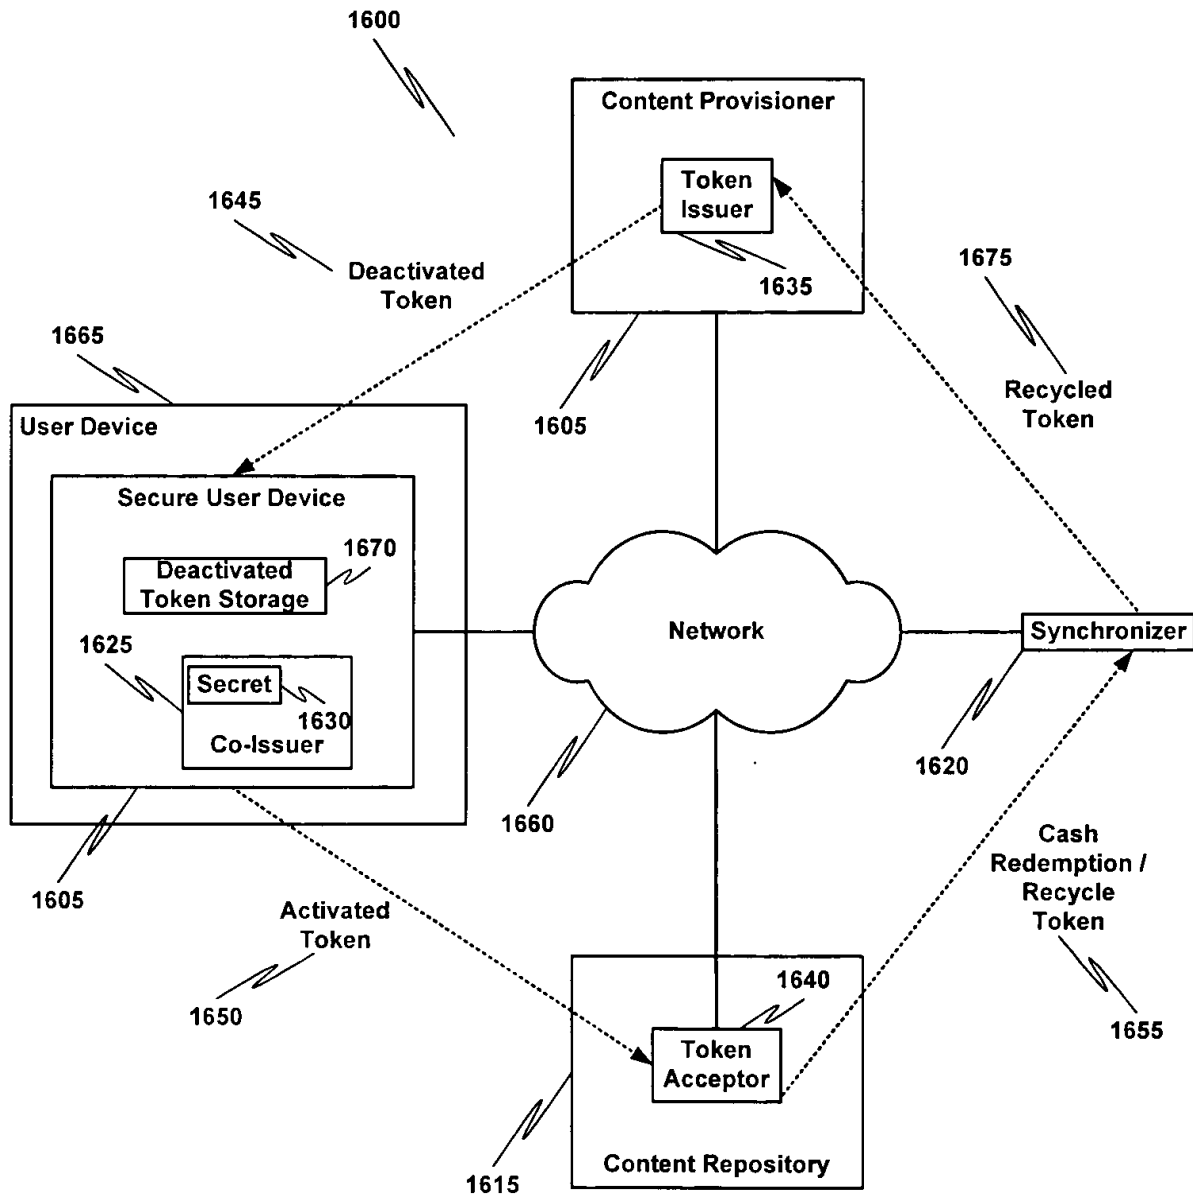 1600
Content Provisioner
Token
Issuer
1635
1645
Deactivated
Token
1675
Recycled
Token
1665
1605
User Device
Secure User Device
1670
Deactivated
Token Storage
1625
Secret
1630
Co-Issuer
Network
Synchronizer
1620
1660
1605
Activated
Token
1650
Cash
Redemption /
Recycle
Token
1655
1640
Token
Acceptor
Content Repository
1615